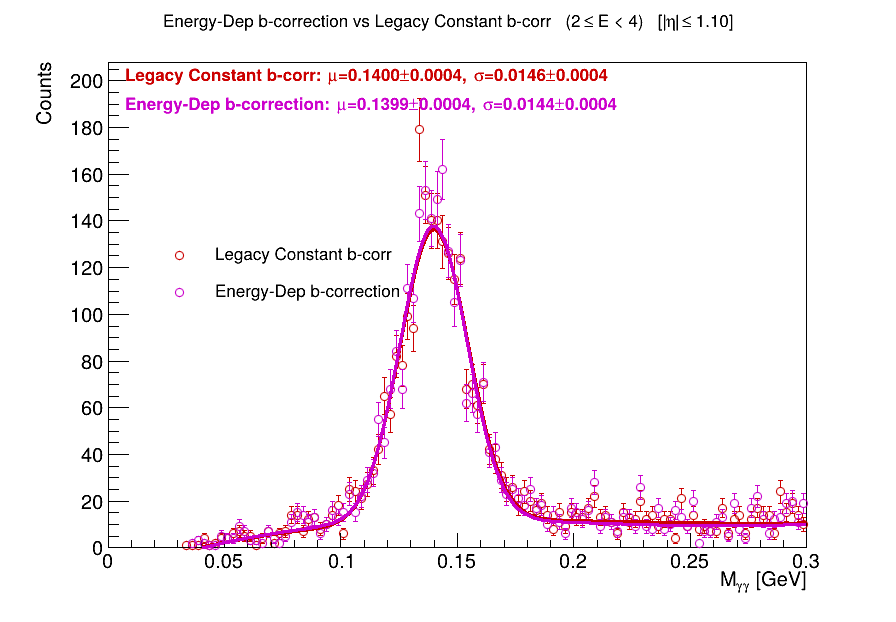 Energy-Dep b-correction vs Legacy Constant b-corr (2 ≤ E < 4) [|η| ≤ 1.10]
Counts
Legacy Constant b-corr: μ=0.1400±0.0004, σ=0.0146±0.0004
Energy-Dep b-correction: μ=0.1399±0.0004, σ=0.0144±0.0004
Legacy Constant b-corr
Energy-Dep b-correction
200
180
160
140
120
100
80
60
40
20
0
0 0.05 0.1 0.15 0.2 0.25 0.3
Mγγ [GeV]